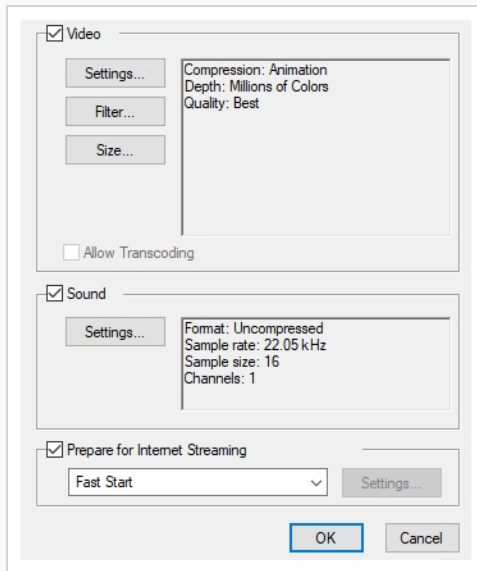 Video
Settings...
Compression: Animation
Depth: Millions of Colors
Quality: Best
Filter...
Size...
Allow Transcoding
Sound
Settings...
Format: Uncompressed
Sample rate: 22.05 kHz
Sample size: 16
Channels: 1
Prepare for Internet Streaming
Fast Start
Settings...
OK
Cancel